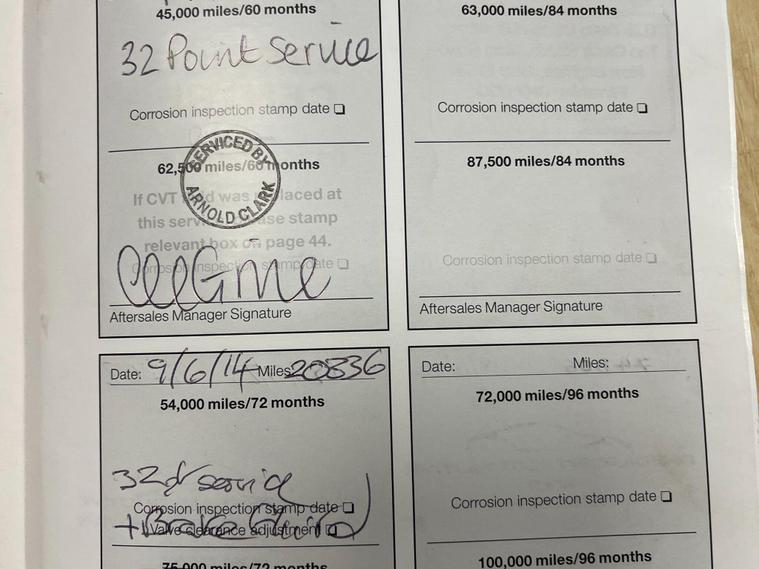 45,000 miles/60 months
32 Point Service
Corrosion inspection stamp date
SERVICED BY
ARNOLD CLARK
62,500 miles/60 months
If CVT was laced at
this serv se stamp
relevant box on page 44.
Corrosion inspection stamp date
Aftersales Manager Signature
Date: 9/6/14 Miles: 20836
54,000 miles/72 months
32 service
Corrosion inspection stamp date
+ Brake fluid
Valve clearance adjustment
75,000 miles/72 months
63,000 miles/84 months
Corrosion inspection stamp date
87,500 miles/84 months
Corrosion inspection stamp date
Aftersales Manager Signature
Date: Miles:
72,000 miles/96 months
Corrosion inspection stamp date
100,000 miles/96 months